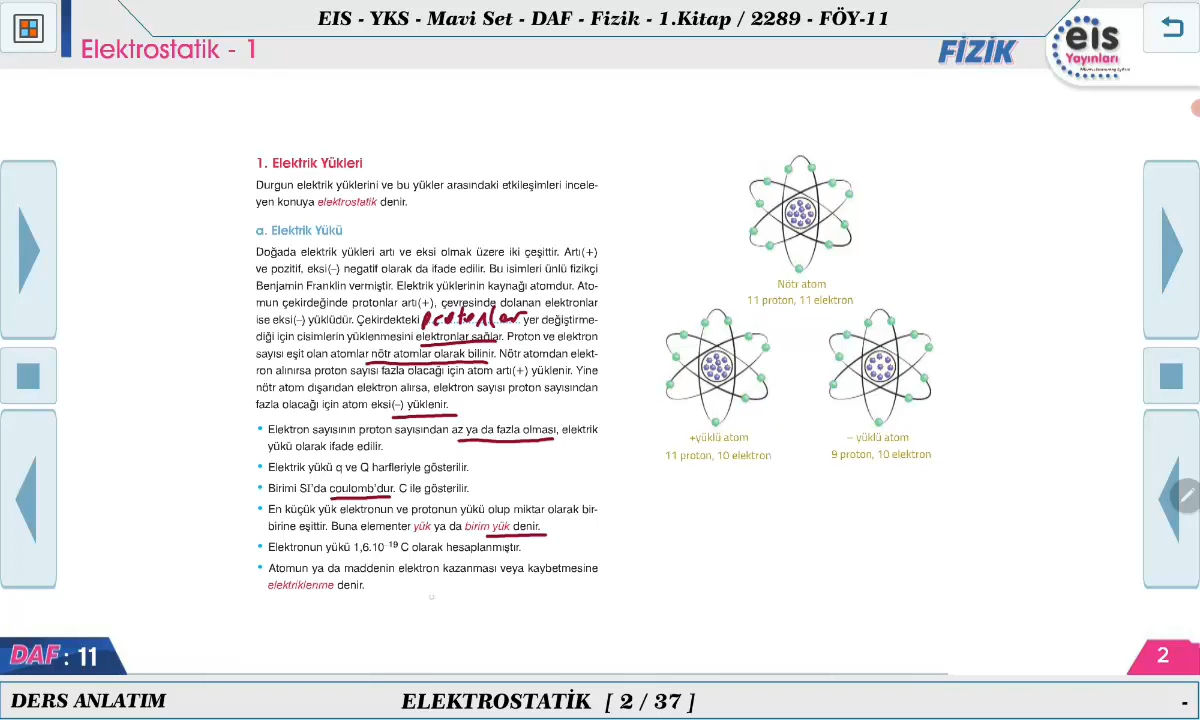 EIS - YKS - Mavi Set - DAF - Fizik - 1.Kitap / 2289 - FÖY-11
Elektrostatik - 1
FİZİK
eis
Yayınları
1. Elektrik Yükleri
Durgun elektrik yüklerini ve bu yükler arasındaki etkileşimleri incele-
yen konuya elektrostatik denir.
a. Elektrik Yükü
Doğada elektrik yükleri artı ve eksi olmak üzere iki çeşittir. Artı(+)
ve pozitif, eksi(–) negatif olarak da ifade edilir. Bu isimleri ünlü fizikçi
Benjamin Franklin vermiştir. Elektrik yüklerinin kaynağı atomdur. Ato-
mun çekirdeğinde protonlar artı(+), çevresinde dolanan elektronlar
ise eksi(–) yüklüdür. Çekirdekteki protonlar yer değiştirme-
diği için cisimlerin yüklenmesini elektronlar sağlar. Proton ve elektron
sayısı eşit olan atomlar nötr atomlar olarak bilinir. Nötr atomdan elekt-
ron alınırsa proton sayısı fazla olacağı için atom artı(+) yüklenir. Yine
nötr atom dışarıdan elektron alırsa, elektron sayısı proton sayısından
fazla olacağı için atom eksi(–) yüklenir.
• Elektron sayısının proton sayısından az ya da fazla olması, elektrik
yükü olarak ifade edilir.
• Elektrik yükü q ve Q harfleriyle gösterilir.
• Birimi SI'da coulomb'dur. C ile gösterilir.
• En küçük yük elektronun ve protonun yükü olup miktar olarak bir-
birine eşittir. Buna elementer yük ya da birim yük denir.
• Elektronun yükü 1,6.10⁻¹⁹ C olarak hesaplanmıştır.
• Atomun ya da maddenin elektron kazanması veya kaybetmesine
elektriklenme denir.
Nötr atom
11 proton, 11 elektron
+yüklü atom
11 proton, 10 elektron
– yüklü atom
9 proton, 10 elektron
DAF : 11
2
DERS ANLATIM
ELEKTROSTATİK [ 2 / 37 ]
-